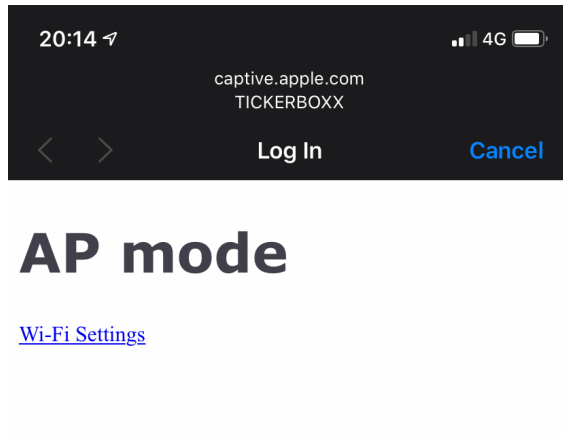 20:14 4G
captive.apple.com
TICKERBOXX
Log In Cancel
AP mode
Wi-Fi Settings